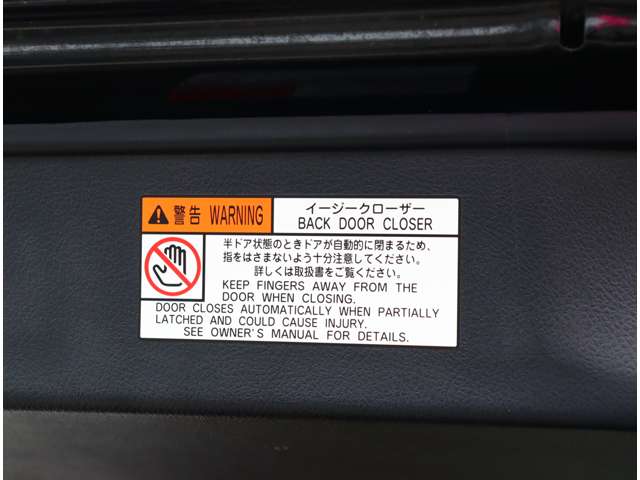 警告 WARNING
イージークローザー
BACK DOOR CLOSER
半ドア状態のときドアが自動的に閉まるため、
指をはさまないよう十分注意してください。
詳しくは取扱書をご覧ください。
KEEP FINGERS AWAY FROM THE
DOOR WHEN CLOSING.
DOOR CLOSES AUTOMATICALLY WHEN PARTIALLY
LATCHED AND COULD CAUSE INJURY.
SEE OWNER'S MANUAL FOR DETAILS.